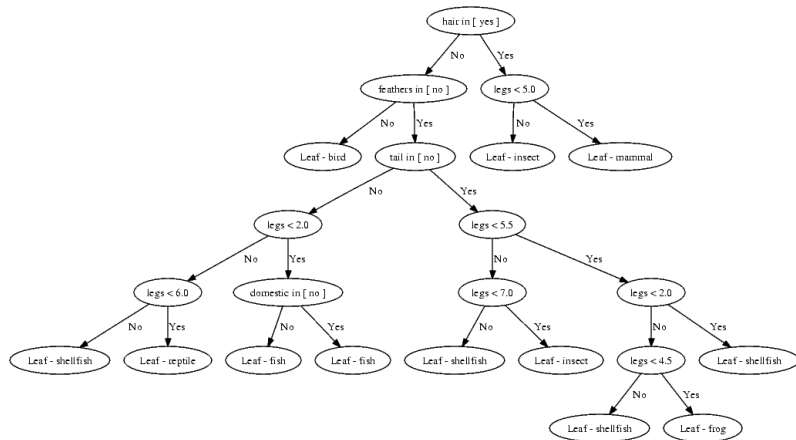 hair in [ yes ]
No
Yes
feathers in [ no ]
legs < 5.0
No
Yes
No
Yes
Leaf - bird
tail in [ no ]
Leaf - insect
Leaf - mammal
No
Yes
legs < 2.0
legs < 5.5
No
Yes
No
Yes
legs < 6.0
domestic in [ no ]
legs < 7.0
legs < 2.0
No
Yes
No
Yes
No
Yes
No
Yes
Leaf - shellfish
Leaf - reptile
Leaf - fish
Leaf - fish
Leaf - shellfish
Leaf - insect
legs < 4.5
Leaf - shellfish
No
Yes
Leaf - shellfish
Leaf - frog